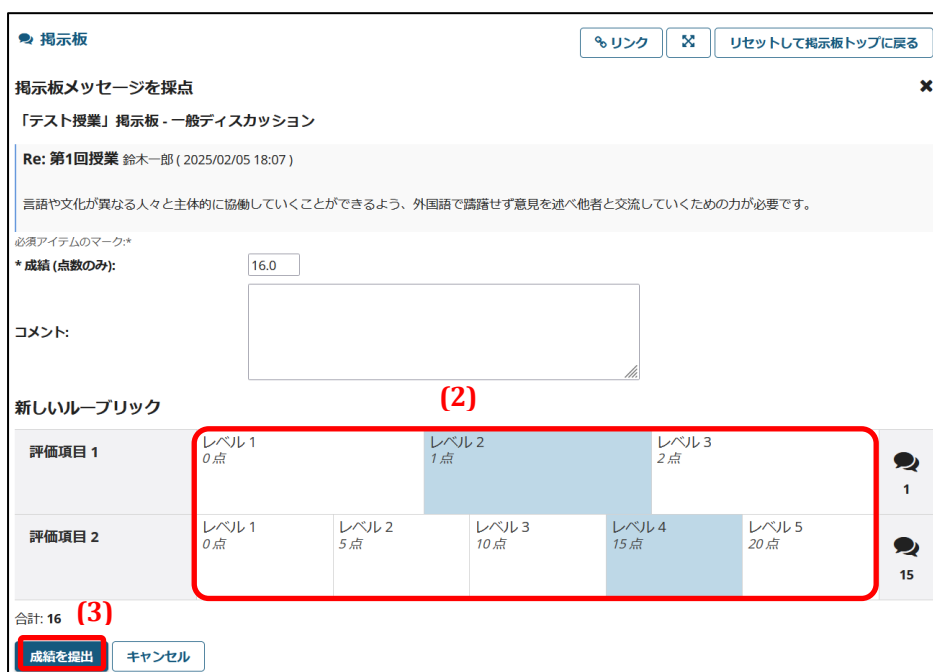 掲示板
リンク
リセットして掲示板トップに戻る
掲示板メッセージを採点
「テスト授業」掲示板 - 一般ディスカッション
Re: 第1回授業 鈴木一郎 ( 2025/02/05 18:07 )
言語や文化が異なる人々と主体的に協働していくことができるよう、外国語で躊躇せず意見を述べ他者と交流していくための力が必要です。
必須アイテムのマーク:*
* 成績 (点数のみ): 16.0
コメント:
(2)
新しいルーブリック
評価項目 1 レベル 1 レベル 2 レベル 3
0 点 1 点 2 点
1
評価項目 2 レベル 1 レベル 2 レベル 3 レベル 4 レベル 5
0 点 5 点 10 点 15 点 20 点
15
合計: 16 (3)
成績を提出 キャンセル